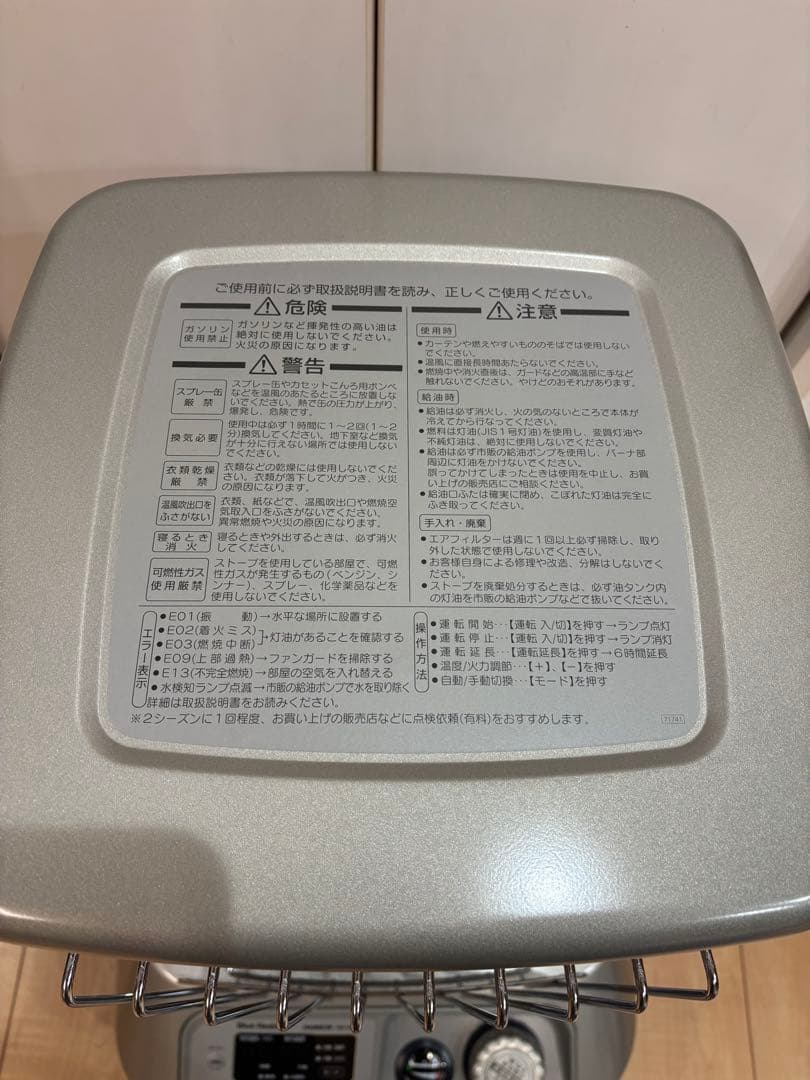 ご使用前に必ず取扱説明書を読み、正しくご使用ください。
危険
ガソリン
使用禁止
ガソリンなど揮発性の高い油は
絶対に使用しないでください。
火災の原因になります。
警告
スプレー缶
厳禁
スプレー缶やカセットこんろ用ボンベ
などを温風のあたるところに放置しな
いでください。熱で缶の圧力が上がり、
爆発し、危険です。
換気必要
使用中は必ず1時間に1〜2回(1〜2
分)換気してください。地下室など換気
が十分に行えない場所では使用しない
でください。
衣類乾燥
厳禁
衣類などの乾燥には使用しないでくだ
さい。衣類が落下して火がつき、火災
の原因になります。
温風吹出口を
ふさがない
衣類、紙などで、温風吹出口や燃焼空
気取入口をふさがないでください。
異常燃焼や火災の原因になります。
寝るとき
消火
寝るときや外出するときは、必ず消火
してください。
可燃性ガス
使用厳禁
ストーブを使用している部屋で、可燃
性ガスが発生するもの(ベンジン、シ
ンナー)、スプレー、化学薬品などを
使用しないでください。
注意
使用時
●カーテンや燃えやすいもののそばでは使用しない
でください。
●温風に直接長時間あたらないでください。
●燃焼中や消火直後は、ガードなどの高温部に手など
触れないでください。やけどのおそれがあります。
給油時
●給油は必ず消火し、火の気のないところで本体が
冷えてから行なってください。
●燃料は灯油(JIS1号灯油)を使用し、変質灯油や
不純灯油は、絶対に使用しないでください。
●給油は必ず市販の給油ポンプを使用し、バーナ部
周辺に灯油をかけないでください。
誤ってかけてしまったときは使用を中止し、お買
い上げの販売店にご相談ください。
●給油口ふたは確実に閉め、こぼれた灯油は完全に
ふき取ってください。
手入れ・廃棄
●エアフィルターは週に1回以上必ず掃除し、取り
外した状態で使用しないでください。
●お客様自身による修理や改造、分解はしないでく
ださい。
●ストーブを廃棄処分するときは、必ず油タンク内
の灯油を市販の給油ポンプなどで抜いてください。
エラー表示
●E01(振動)→水平な場所に設置する
●E02(着火ミス)
●E03(燃焼中断)
→灯油があることを確認する
●E09(上部過熱)→ファンガードを掃除する
●E13(不完全燃焼)→部屋の空気を入れ替える
●水検知ランプ点滅→市販の給油ポンプで水を取り除く
詳細は取扱説明書をお読みください。
操作方法
●運転開始…【運転 入/切】を押す→ランプ点灯
●運転停止…【運転 入/切】を押す→ランプ消灯
●運転延長…【運転延長】を押す→6時間延長
●温度/火力調節…【+】、【−】を押す
●自動/手動切換…【モード】を押す
※2シーズンに1回程度、お買い上げの販売店などに点検依頼(有料)をおすすめします。
71741